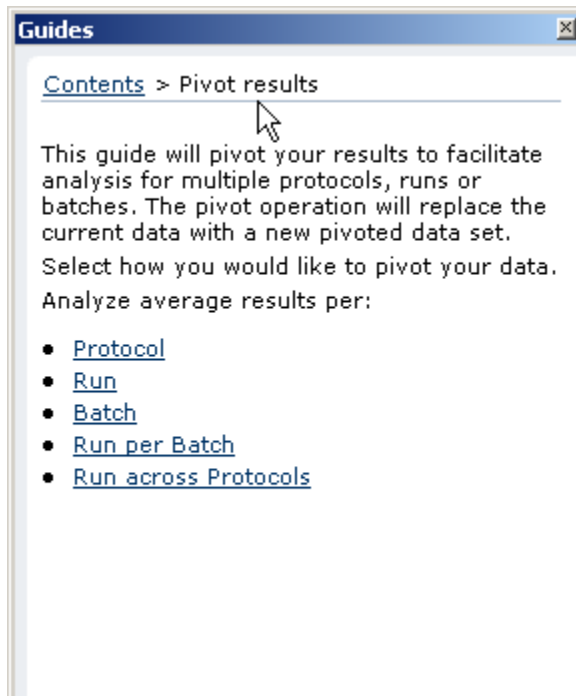 Guides
Contents > Pivot results
This guide will pivot your results to facilitate
analysis for multiple protocols, runs or
batches. The pivot operation will replace the
current data with a new pivoted data set.
Select how you would like to pivot your data.
Analyze average results per:
• Protocol
• Run
• Batch
• Run per Batch
• Run across Protocols